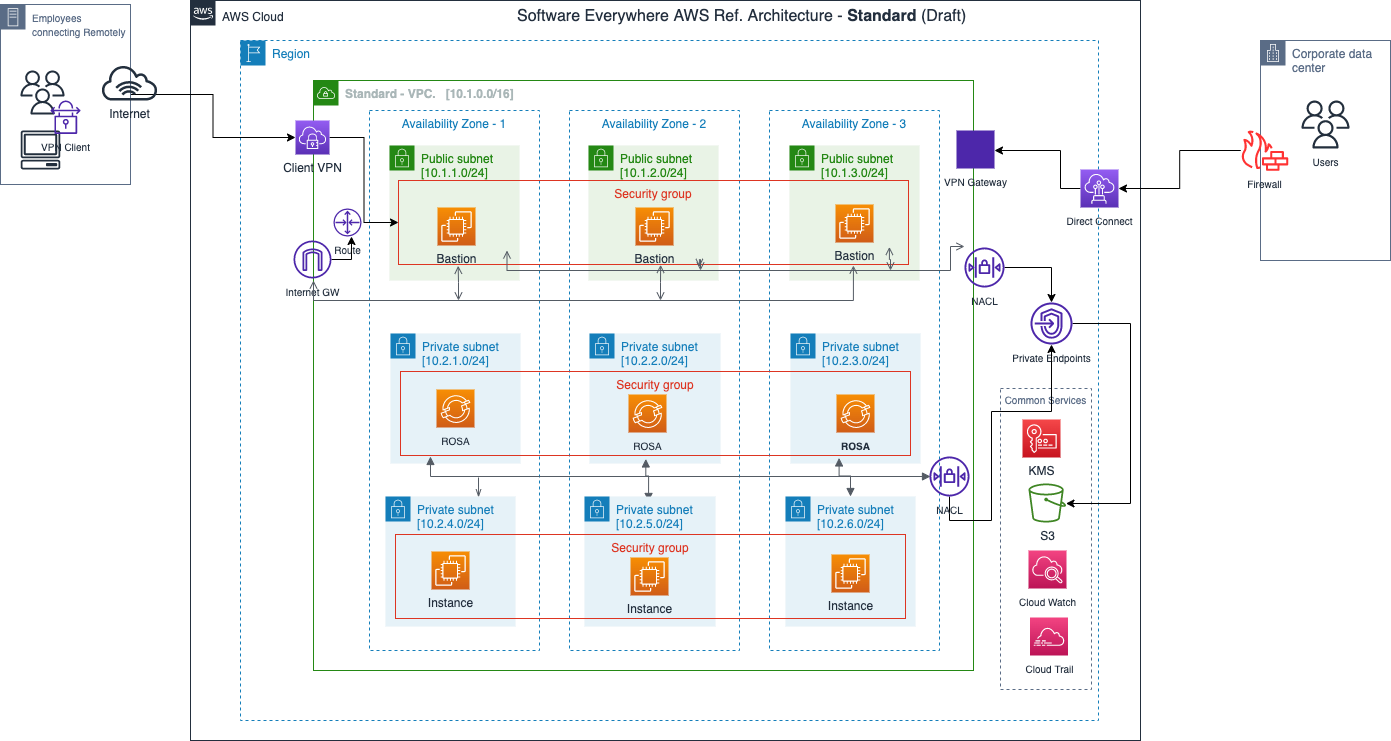 Employees
connecting Remotely
VPN Client
Internet
aws
AWS Cloud
Software Everywhere AWS Ref. Architecture - Standard (Draft)
Region
Standard - VPC. [10.1.0.0/16]
Client VPN
Route
Internet GW
Availability Zone - 1
Availability Zone - 2
Availability Zone - 3
Public subnet
[10.1.1.0/24]
Public subnet
[10.1.2.0/24]
Public subnet
[10.1.3.0/24]
Security group
Bastion
Bastion
Bastion
Private subnet
[10.2.1.0/24]
Private subnet
[10.2.2.0/24]
Private subnet
[10.2.3.0/24]
Security group
ROSA
ROSA
ROSA
Private subnet
[10.2.4.0/24]
Private subnet
[10.2.5.0/24]
Private subnet
[10.2.6.0/24]
Security group
Instance
Instance
Instance
VPN Gateway
Direct Connect
NACL
Private Endpoints
NACL
Common Services
KMS
S3
Cloud Watch
Cloud Trail
Corporate data
center
Users
Firewall